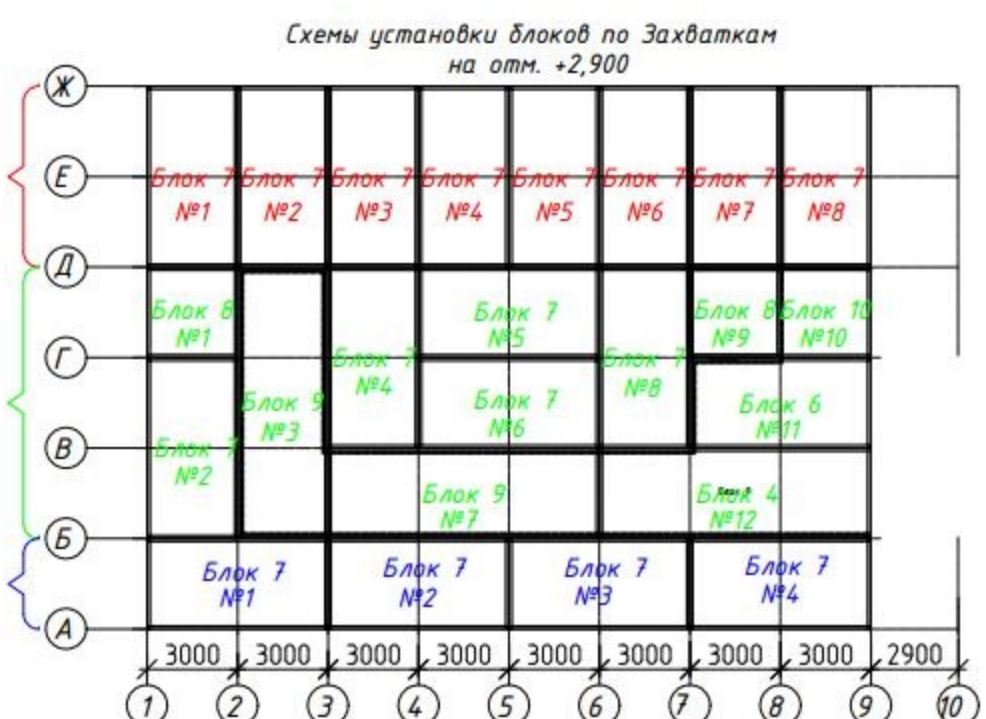 Схемы установки блоков по Захваткам
на отм. +2,900
Ж
Е
Блок 7 Блок 7 Блок 7 Блок 7 Блок 7 Блок 7 Блок 7 Блок 7
№1 №2 №3 №4 №5 №6 №7 №8
Д
Блок 8
№1
Блок 7
№5
Блок 8
№9
Блок 10
№10
Г
Блок 7
№4
Блок 7
№8
Блок 9
№3
Блок 7
№6
Блок 6
№11
В
Блок 7
№2
Блок 9
№7
Блок 4
№12
Б
Блок 7
№1
Блок 7
№2
Блок 7
№3
Блок 7
№4
А
3000 3000 3000 3000 3000 3000 3000 3000 2900
1 2 3 4 5 6 7 8 9 10